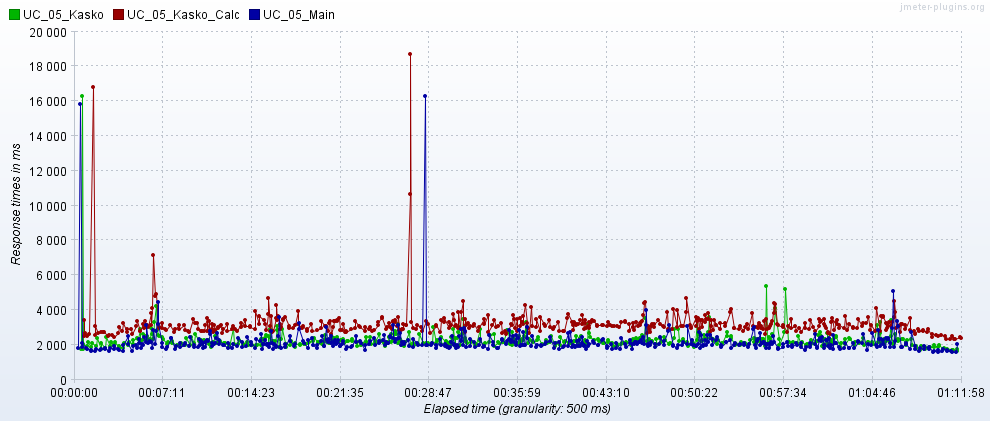 jmeter-plugins.org
UC_05_Kasko UC_05_Kasko_Calc UC_05_Main
20 000
18 000
16 000
14 000
12 000
10 000
8 000
6 000
4 000
2 000
0
Response times in ms
00:00:00 00:07:11 00:14:23 00:21:35 00:28:47 00:35:59 00:43:10 00:50:22 00:57:34 01:04:46 01:11:58
Elapsed time (granularity: 500 ms)